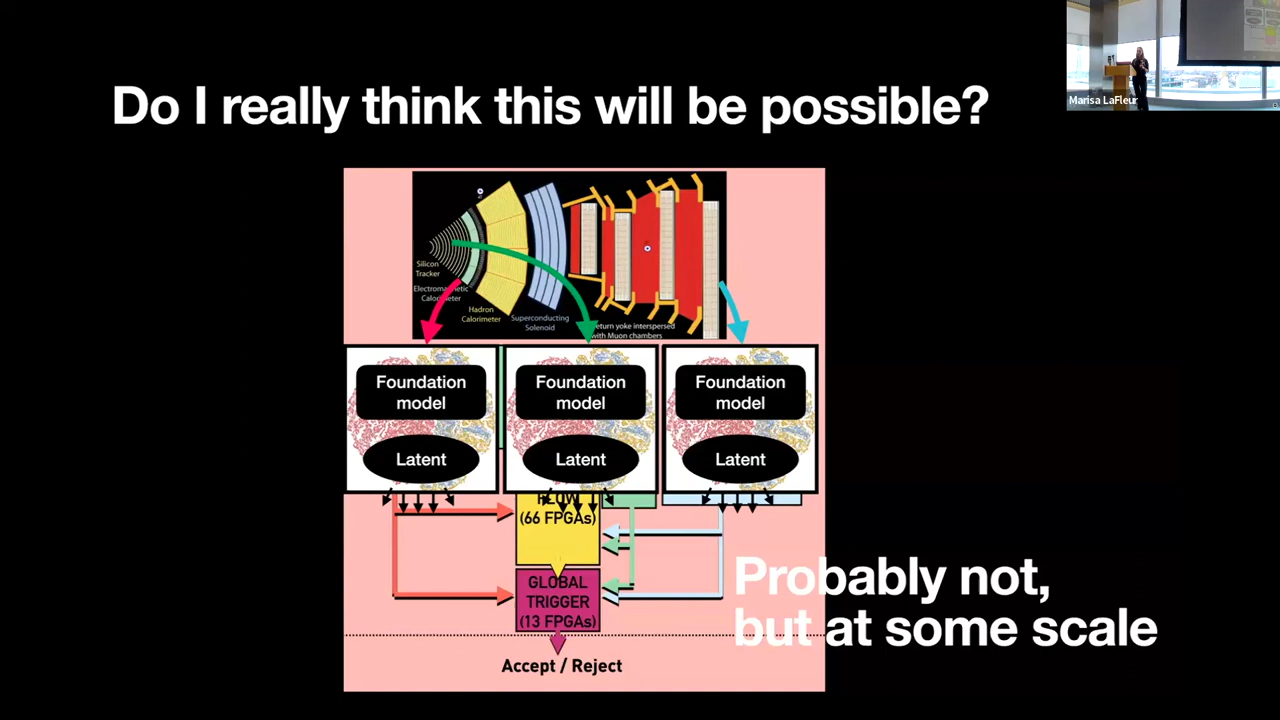 Marisa LaFleur
Do I really think this will be possible?
Silicon
Tracker
Electromagnetic
Calorimeter
Hadron
Calorimeter
Superconducting
Solenoid
return yoke interspersed
with Muon chambers
Foundation
model
Latent
Foundation
model
Latent
Foundation
model
Latent
FLOW
(66 FPGAs)
GLOBAL
TRIGGER
(13 FPGAs)
Accept / Reject
Probably not,
but at some scale